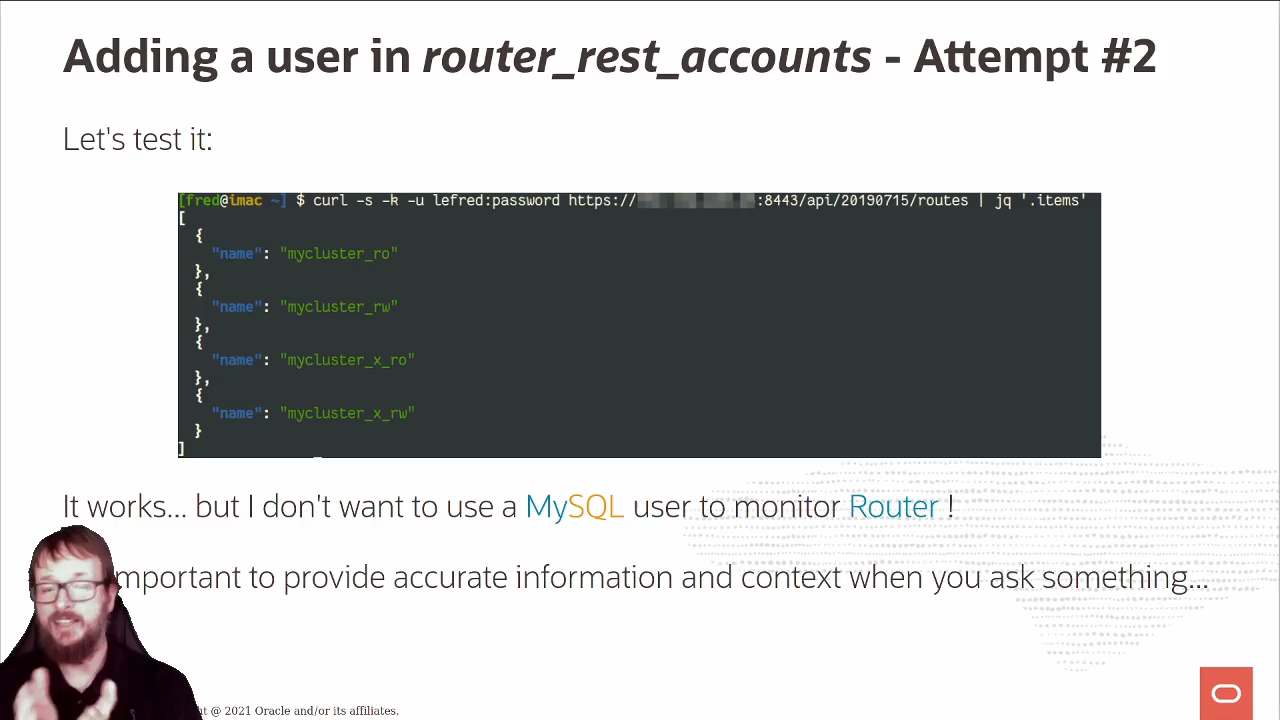 Adding a user in router_rest_accounts - Attempt #2
Let's test it:
[fred@imac ~] $ curl -s -k -u lefred:password https:// :8443/api/20190715/routes | jq '.items'
[
{
"name": "mycluster_ro"
},
{
"name": "mycluster_rw"
},
{
"name": "mycluster_x_ro"
},
{
"name": "mycluster_x_rw"
}
]
It works... but I don't want to use a MySQL user to monitor Router !
mportant to provide accurate information and context when you ask something...
@ 2021 Oracle and/or its affiliates.